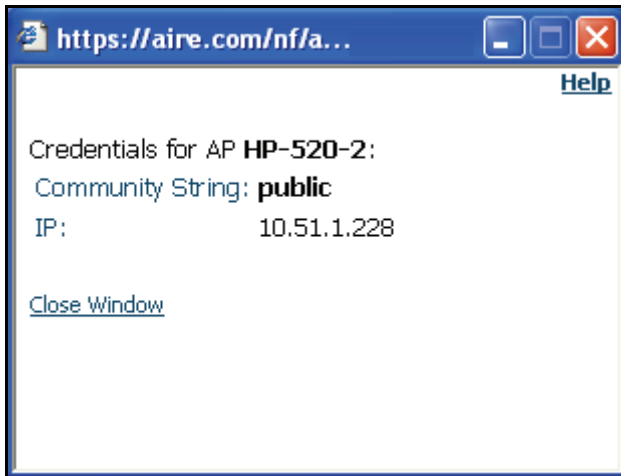 https://aire.com/nf/a...
Help
Credentials for AP HP-520-2:
Community String: public
IP: 10.51.1.228
Close Window